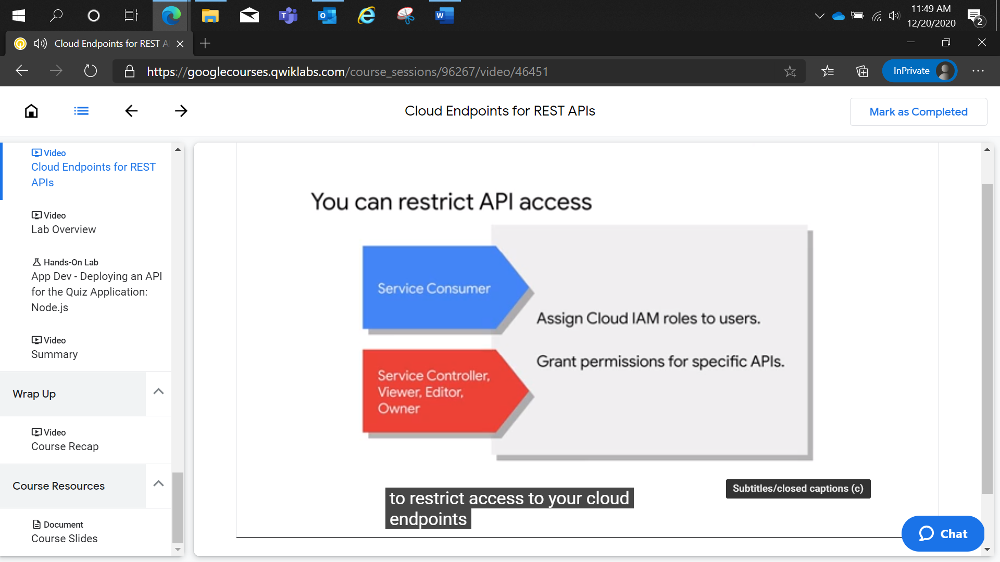 11:49 AM
12/20/2020
2
Cloud Endpoints for REST A
https://googlecourses.qwiklabs.com/course_sessions/96267/video/46451
InPrivate
Cloud Endpoints for REST APIs
Mark as Completed
Video
Cloud Endpoints for REST
APIs
Video
Lab Overview
Hands-On Lab
App Dev - Deploying an API
for the Quiz Application:
Node.js
Video
Summary
Wrap Up
Video
Course Recap
Course Resources
Document
Course Slides
You can restrict API access
Service Consumer
Assign Cloud IAM roles to users.
Grant permissions for specific APIs.
Service Controller,
Viewer, Editor,
Owner
Subtitles/closed captions (c)
to restrict access to your cloud
endpoints
Chat